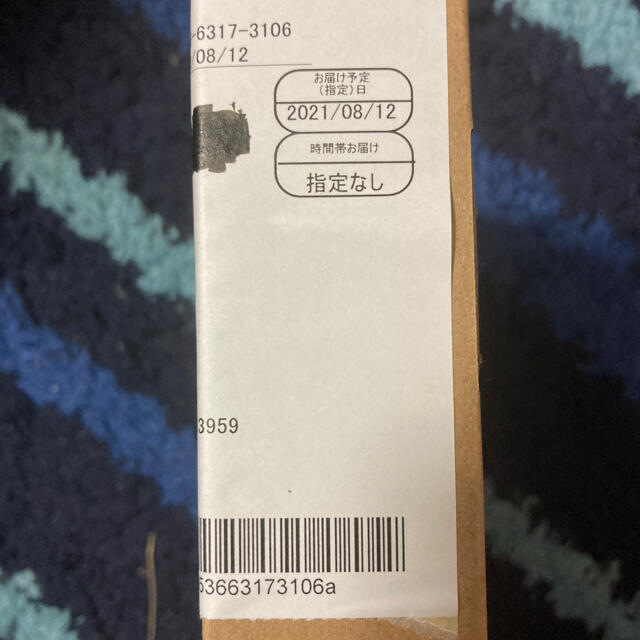 -6317-3106
/08/12
お届け予定
(指定)日
2021/08/12
時間帯お届け
指定なし
3959
53663173106a